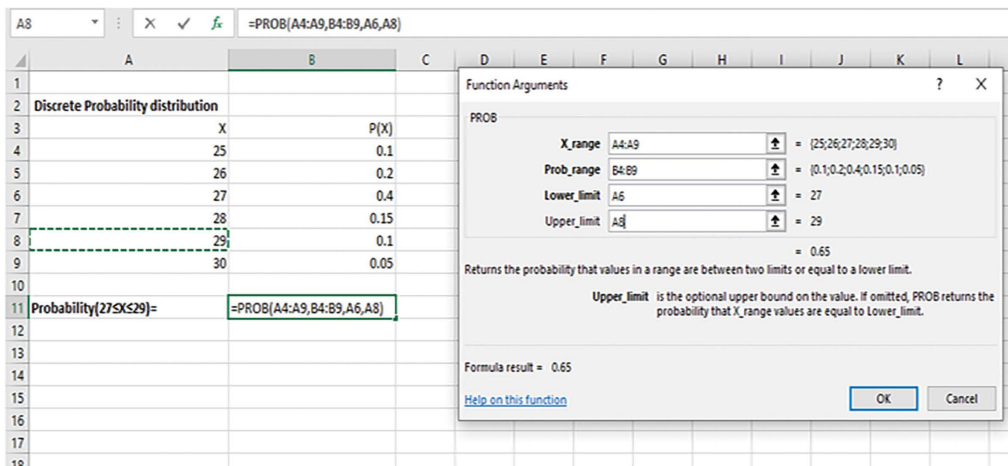 A8 fx =PROB(A4:A9,B4:B9,A6,A8)
A B C D E F G H I J K L
1
2 Discrete Probability distribution
3 X P(X)
4 25 0.1
5 26 0.2
6 27 0.4
7 28 0.15
8 29 0.1
9 30 0.05
10
11 Probability(27≤X≤29)= =PROB(A4:A9,B4:B9,A6,A8)
12
13
14
15
16
17
18
Function Arguments ? X
PROB
X_range A4:A9 = {25;26;27;28;29;30}
Prob_range B4:B9 = {0.1;0.2;0.4;0.15;0.1;0.05}
Lower_limit A6 = 27
Upper_limit A8 = 29
= 0.65
Returns the probability that values in a range are between two limits or equal to a lower limit.
Upper_limit is the optional upper bound on the value. If omitted, PROB returns the
probability that X_range values are equal to Lower_limit.
Formula result = 0.65
Help on this function OK Cancel